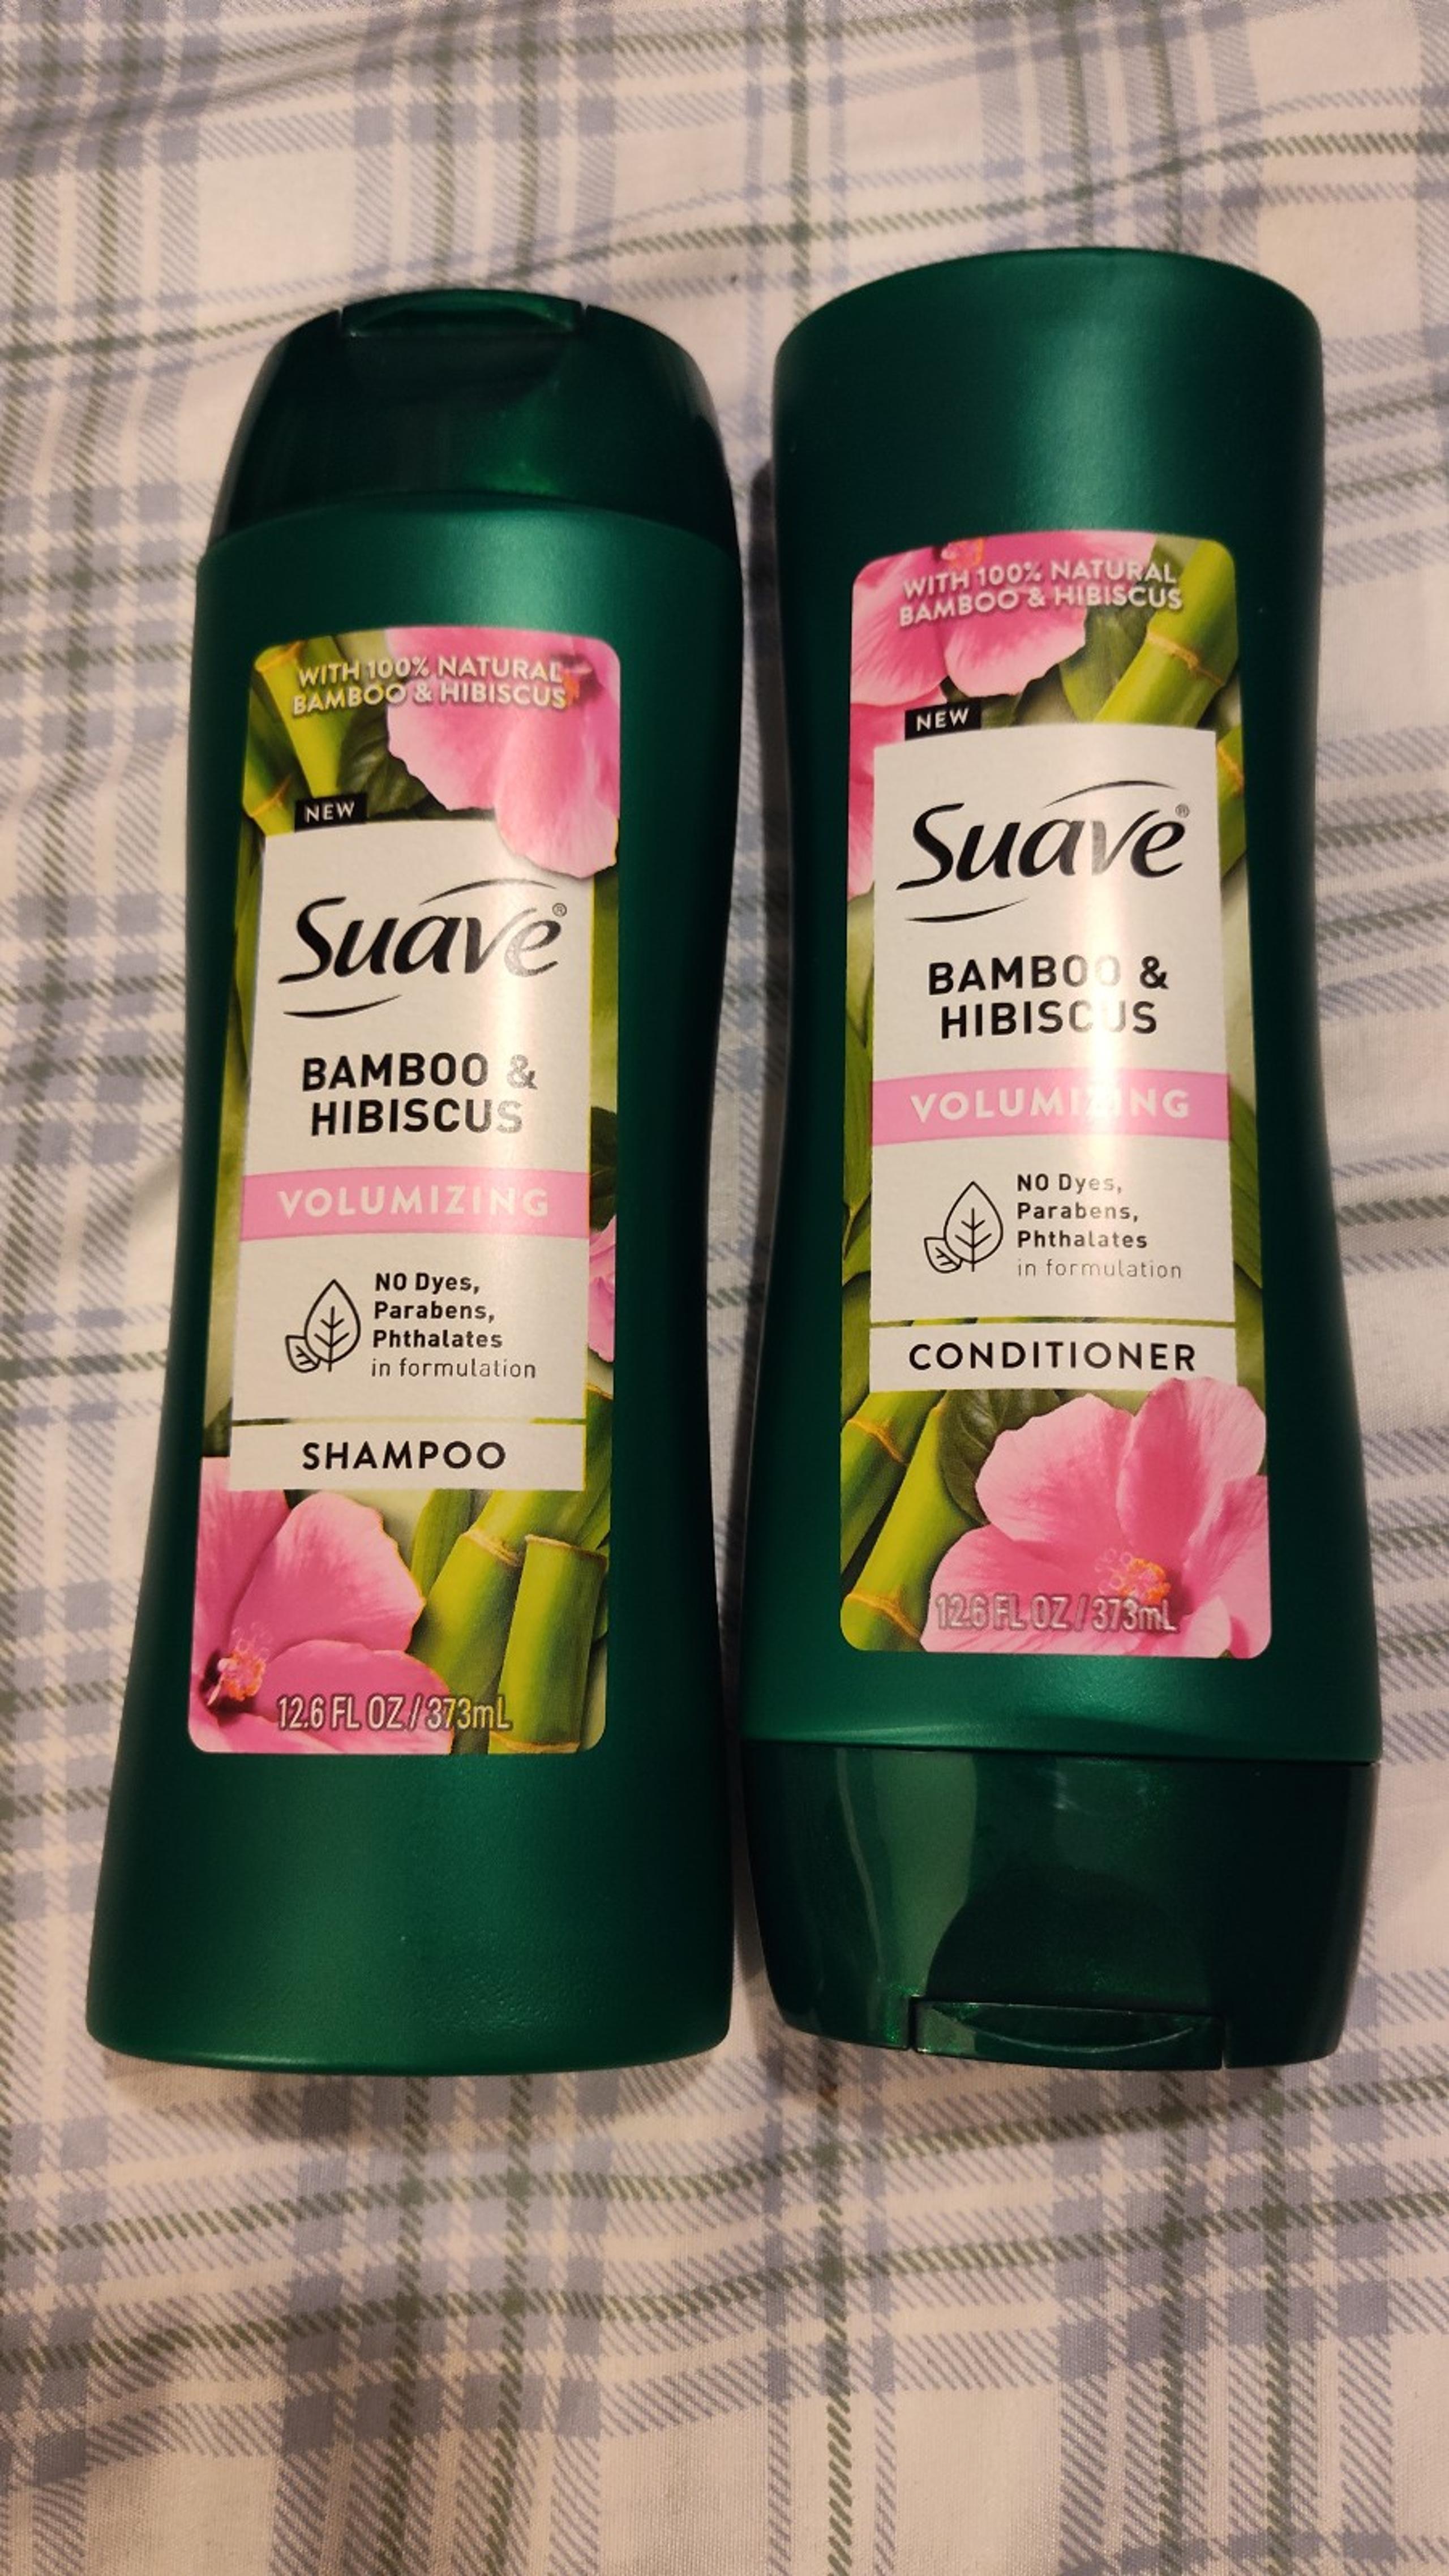 WITH 100% NATURAL
BAMBOO & HIBISCUS
NEW
Suave®
BAMBOO &
HIBISCUS
VOLUMIZING
NO Dyes,
Parabens,
Phthalates
in formulation
SHAMPOO
12.6 FL OZ / 373mL
WITH 100% NATURAL
BAMBOO & HIBISCUS
NEW
Suave®
BAMBOO &
HIBISCUS
VOLUMIZING
NO Dyes,
Parabens,
Phthalates
in formulation
CONDITIONER
12.6 FL OZ / 373mL